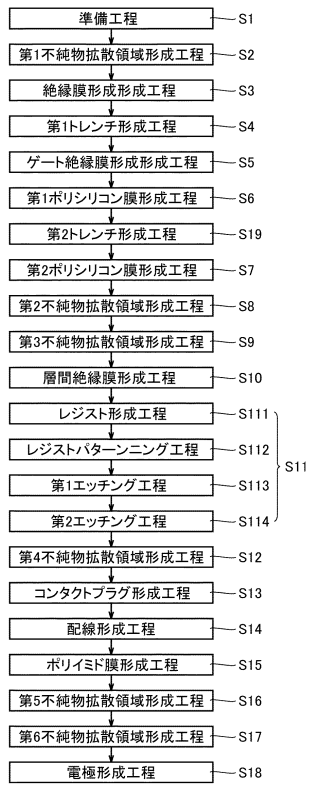 準備工程 S1
第1不純物拡散領域形成工程 S2
絶縁膜形成形成工程 S3
第1トレンチ形成工程 S4
ゲート絶縁膜形成形成工程 S5
第1ポリシリコン膜形成工程 S6
第2トレンチ形成工程 S19
第2ポリシリコン膜形成工程 S7
第2不純物拡散領域形成工程 S8
第3不純物拡散領域形成工程 S9
層間絶縁膜形成工程 S10
レジスト形成工程 S111
レジストパターンニング工程 S112
S11
第1エッチング工程 S113
第2エッチング工程 S114
第4不純物拡散領域形成工程 S12
コンタクトプラグ形成工程 S13
配線形成工程 S14
ポリイミド膜形成工程 S15
第5不純物拡散領域形成工程 S16
第6不純物拡散領域形成工程 S17
電極形成工程 S18